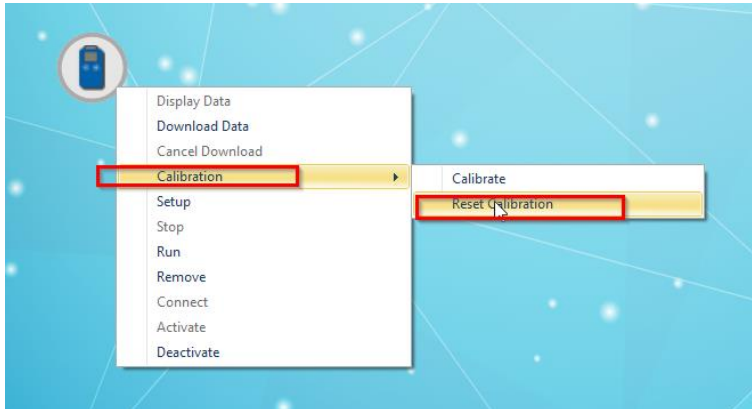 Display Data
Download Data
Cancel Download
Calibration
Calibrate
Setup
Reset Calibration
Stop
Run
Remove
Connect
Activate
Deactivate